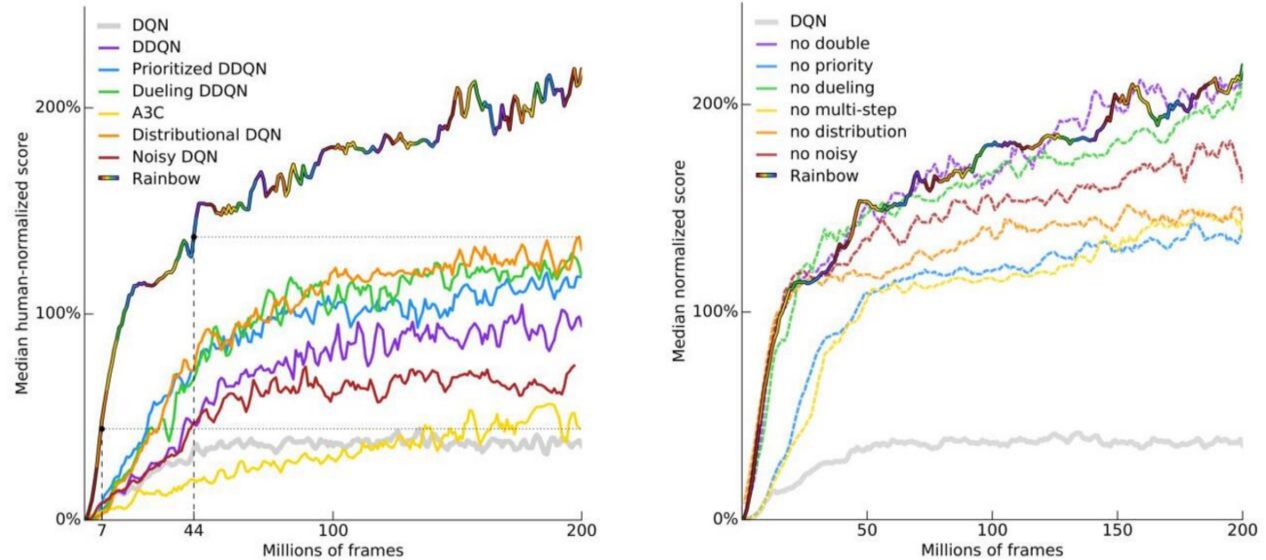 DQN
DDQN
Prioritized DDQN
Dueling DDQN
A3C
Distributional DQN
Noisy DQN
Rainbow
Median human-normalized score
200%
100%
0%
7
44
100
200
Millions of frames
DQN
no double
no priority
no dueling
no multi-step
no distribution
no noisy
Rainbow
Median normalized score
200%
100%
0%
50
100
150
200
Millions of frames